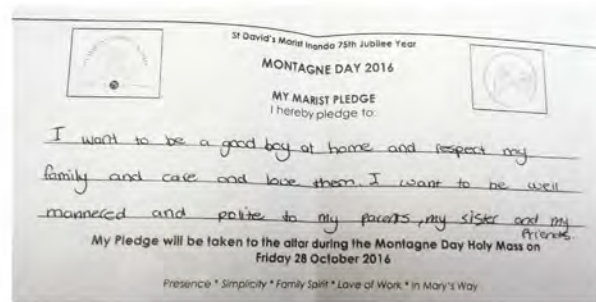 St David's Marist Inanda 75th Jubilee Year
MONTAGNE DAY 2016
MY MARIST PLEDGE
I hereby pledge to:
I want to be a good boy at home and respect my
family and care and love them. I want to be well
mannered and polite to my parents, my sister and my
friends.
My Pledge will be taken to the altar during the Montagne Day Holy Mass on
Friday 28 October 2016
Presence * Simplicity * Family Spirit * Love of Work * In Mary's Way